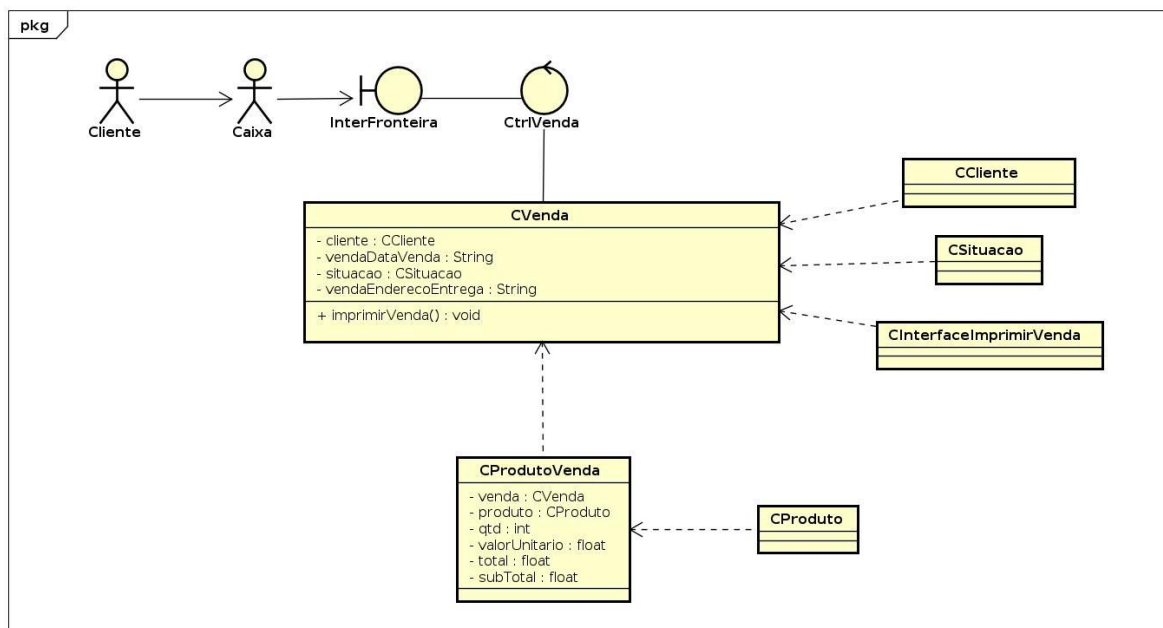 pkg
Cliente
Caixa
InterFronteira
CtrlVenda
CVenda
- cliente : CCliente
- vendaDataVenda : String
- situacao : CSituacao
- vendaEnderecoEntrega : String
+ imprimirVenda() : void
CCliente
CSituacao
CInterfaceImprimirVenda
CProdutoVenda
- venda : CVenda
- produto : CProduto
- qtd : int
- valorUnitario : float
- total : float
- subTotal : float
CProduto